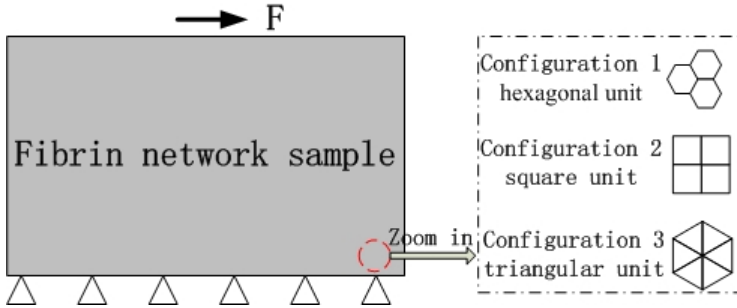 F
Fibrin network sample
Zoom in
Configuration 1
hexagonal unit
Configuration 2
square unit
Configuration 3
triangular unit